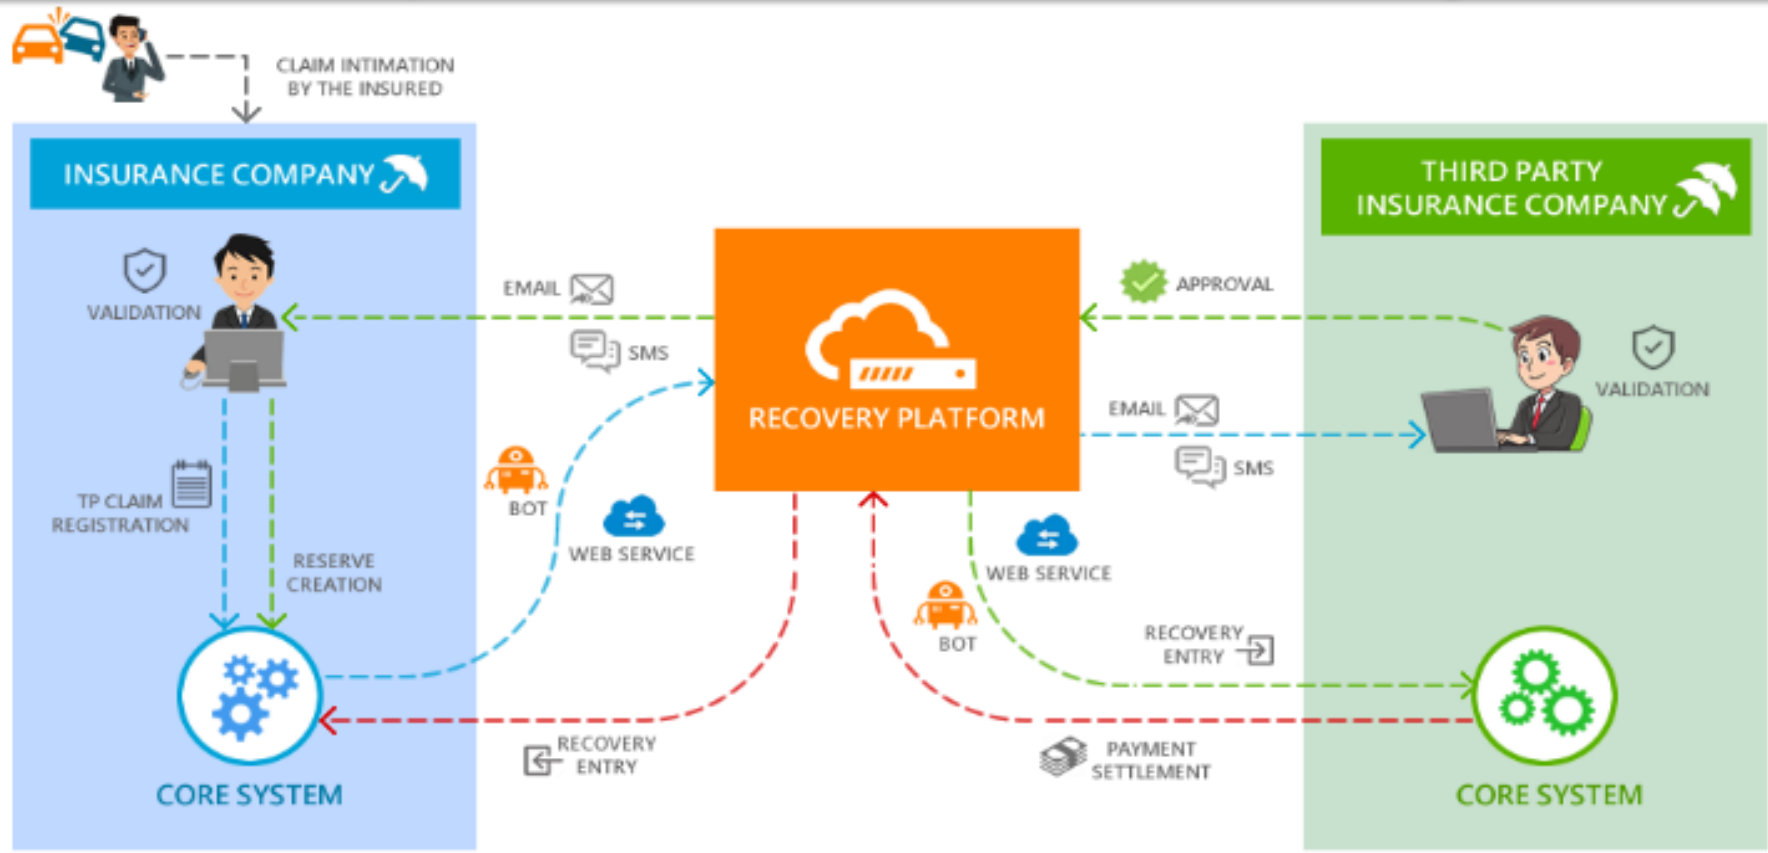 CLAIM INTIMATION
BY THE INSURED
INSURANCE COMPANY
THIRD PARTY
INSURANCE COMPANY
VALIDATION
EMAIL
SMS
APPROVAL
RECOVERY PLATFORM
EMAIL
SMS
VALIDATION
TP CLAIM
REGISTRATION
RESERVE
CREATION
BOT
WEB SERVICE
WEB SERVICE
BOT
RECOVERY
ENTRY
RECOVERY
ENTRY
PAYMENT
SETTLEMENT
CORE SYSTEM
CORE SYSTEM